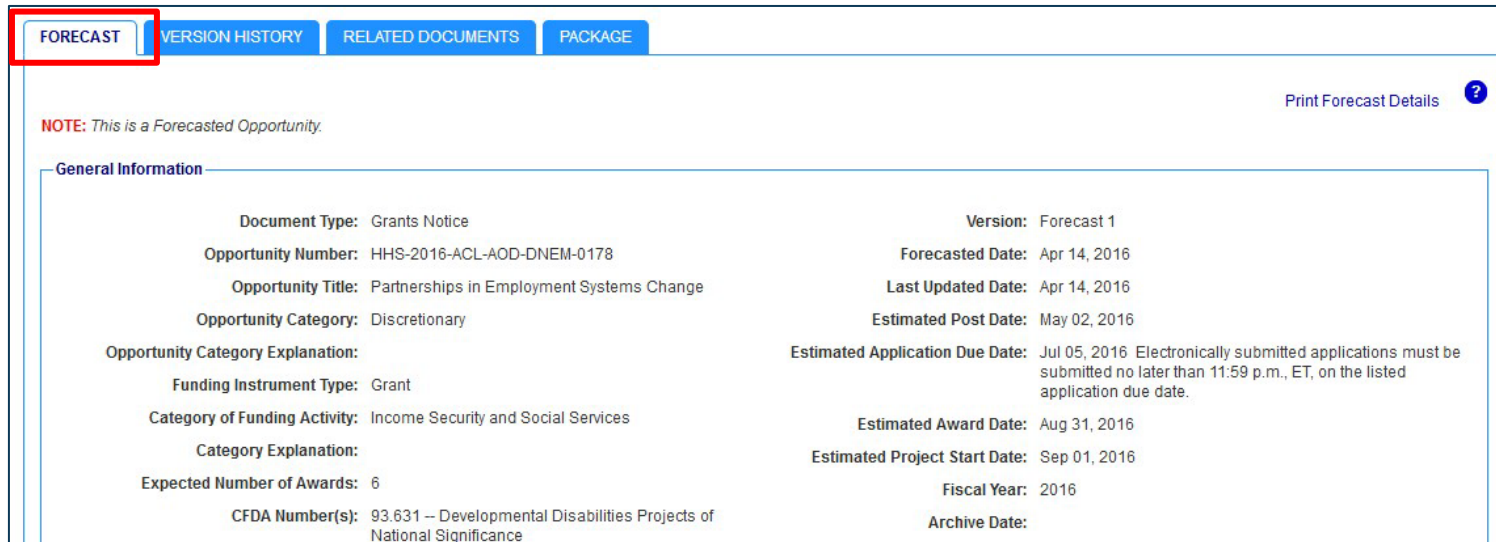 FORECAST VERSION HISTORY RELATED DOCUMENTS PACKAGE
Print Forecast Details ?
NOTE: This is a Forecasted Opportunity.
General Information
Document Type: Grants Notice
Opportunity Number: HHS-2016-ACL-AOD-DNEM-0178
Opportunity Title: Partnerships in Employment Systems Change
Opportunity Category: Discretionary
Opportunity Category Explanation:
Funding Instrument Type: Grant
Category of Funding Activity: Income Security and Social Services
Category Explanation:
Expected Number of Awards: 6
CFDA Number(s): 93.631 -- Developmental Disabilities Projects of
National Significance
Version: Forecast 1
Forecasted Date: Apr 14, 2016
Last Updated Date: Apr 14, 2016
Estimated Post Date: May 02, 2016
Estimated Application Due Date: Jul 05, 2016 Electronically submitted applications must be
submitted no later than 11:59 p.m., ET, on the listed
application due date.
Estimated Award Date: Aug 31, 2016
Estimated Project Start Date: Sep 01, 2016
Fiscal Year: 2016
Archive Date: